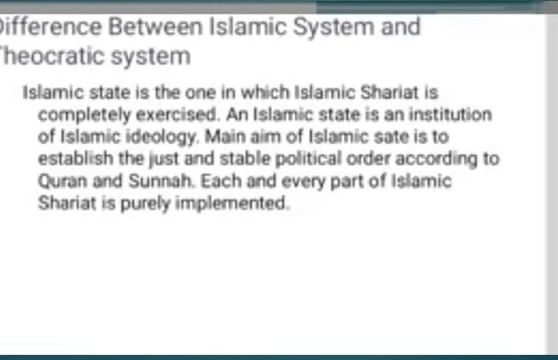 Difference Between Islamic System and
Theocratic system
Islamic state is the one in which Islamic Shariat is
completely exercised. An Islamic state is an institution
of Islamic ideology. Main aim of Islamic sate is to
establish the just and stable political order according to
Quran and Sunnah. Each and every part of Islamic
Shariat is purely implemented.